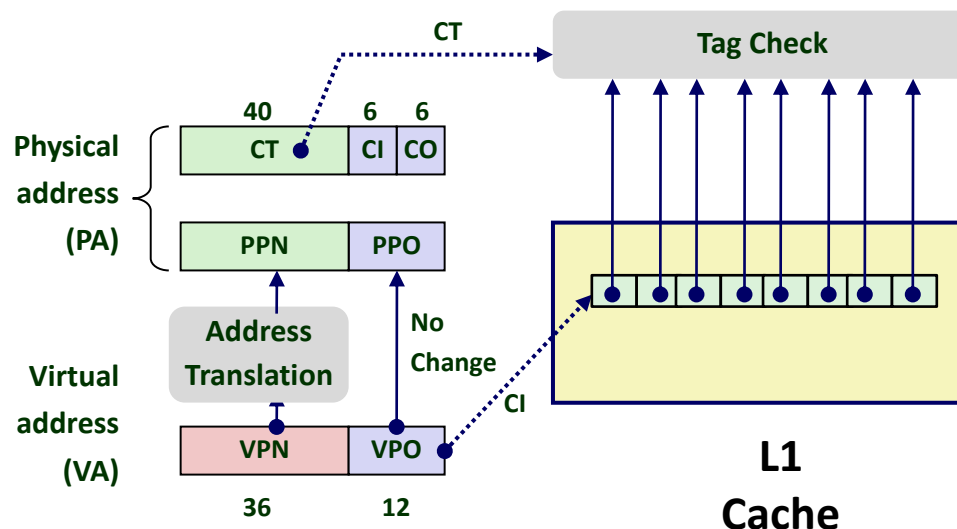 CT
Tag Check
40 6 6
Physical
address
(PA)
CT CI CO
PPN PPO
Address
Translation
No
Change
Virtual
address
(VA)
CI
VPN VPO
36 12
L1
Cache